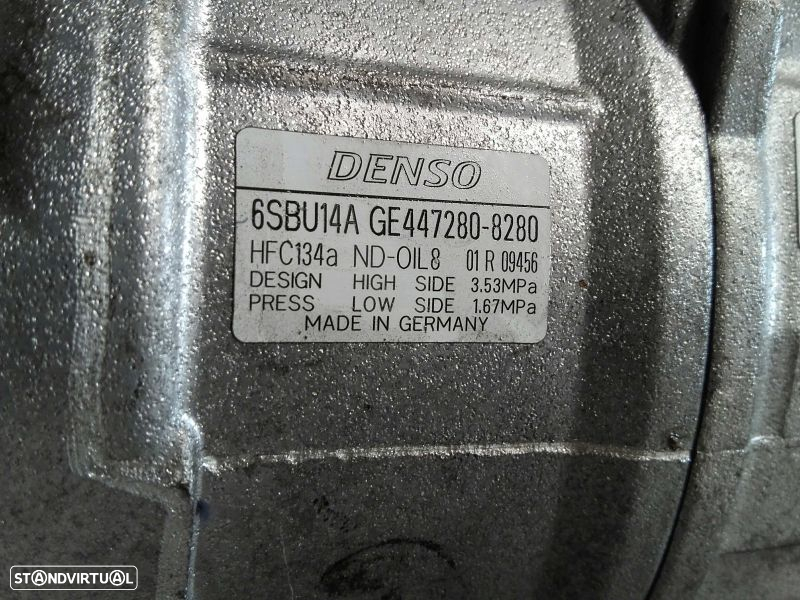 DENSO
6SBU14A GE447280-8280
HFC134a ND-OIL8 01 R 09456
DESIGN HIGH SIDE 3.53MPa
PRESS LOW SIDE 1.67MPa
MADE IN GERMANY
STANDVIRTUAL